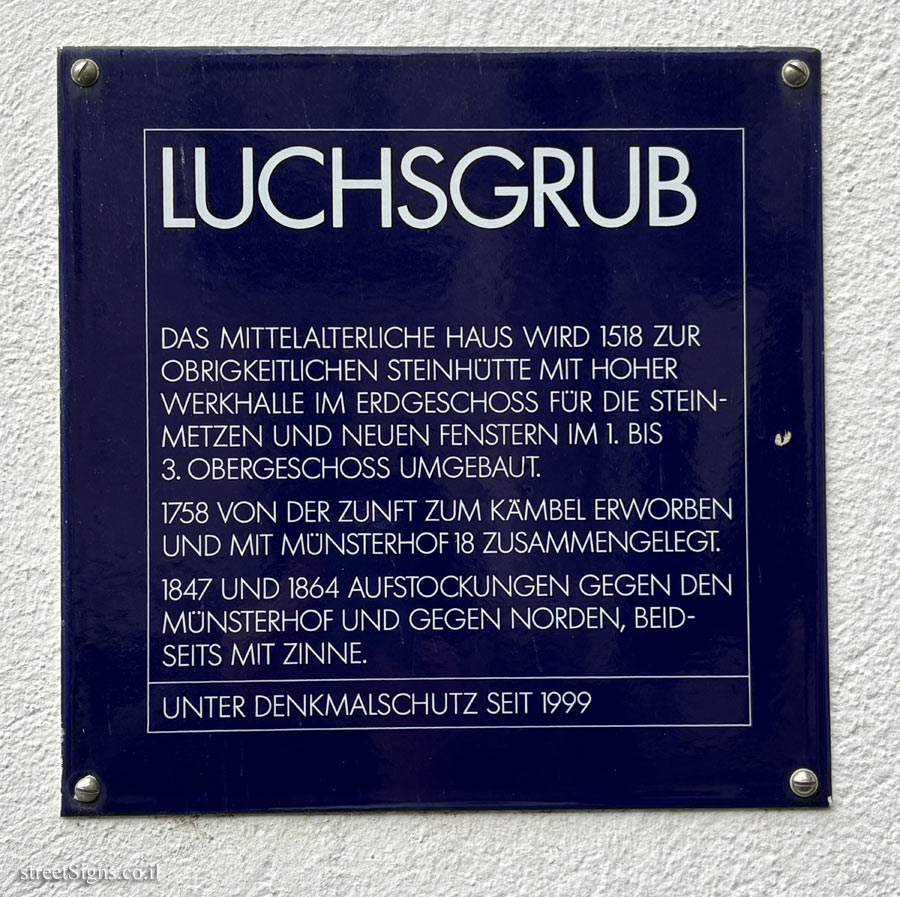 LUCHSGRUB
DAS MITTELALTERLICHE HAUS WIRD 1518 ZUR
OBRIGKEITLICHEN STEINHÜTTE MIT HOHER
WERKHALLE IM ERDGESCHOSS FÜR DIE STEIN-
METZEN UND NEUEN FENSTERN IM 1. BIS
3. OBERGESCHOSS UMGEBAUT.
1758 VON DER ZUNFT ZUM KÄMBEL ERWORBEN
UND MIT MÜNSTERHOF 18 ZUSAMMENGELEGT.
1847 UND 1864 AUFSTOCKUNGEN GEGEN DEN
MÜNSTERHOF UND GEGEN NORDEN, BEID-
SEITS MIT ZINNE.
UNTER DENKMALSCHUTZ SEIT 1999
streetSigns.co.il